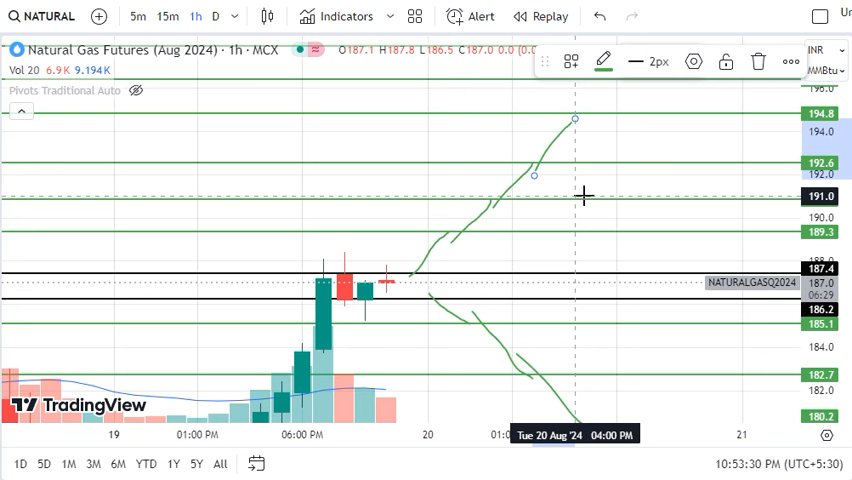 NATURAL 5m 15m 1h D Indicators Alert Replay
Natural Gas Futures (Aug 2024) · 1h · MCX O187.1 H187.8 L186.5 C187.0 0.0 (0.0 INR
Vol 20 6.9K 9.194K 2px MMBtu
Pivots Traditional Auto
196.0
194.8
194.0
192.6
192.0
191.0
190.0
189.3
188.0
187.4
NATURALGASQ2024 187.0
06:29
186.2
185.1
184.0
182.7
182.0
TradingView
180.2
19 01:00 PM 06:00 PM 20 01:0 Tue 20 Aug '24 04:00 PM 21
1D 5D 1M 3M 6M YTD 1Y 5Y All 10:53:30 PM (UTC+5:30)